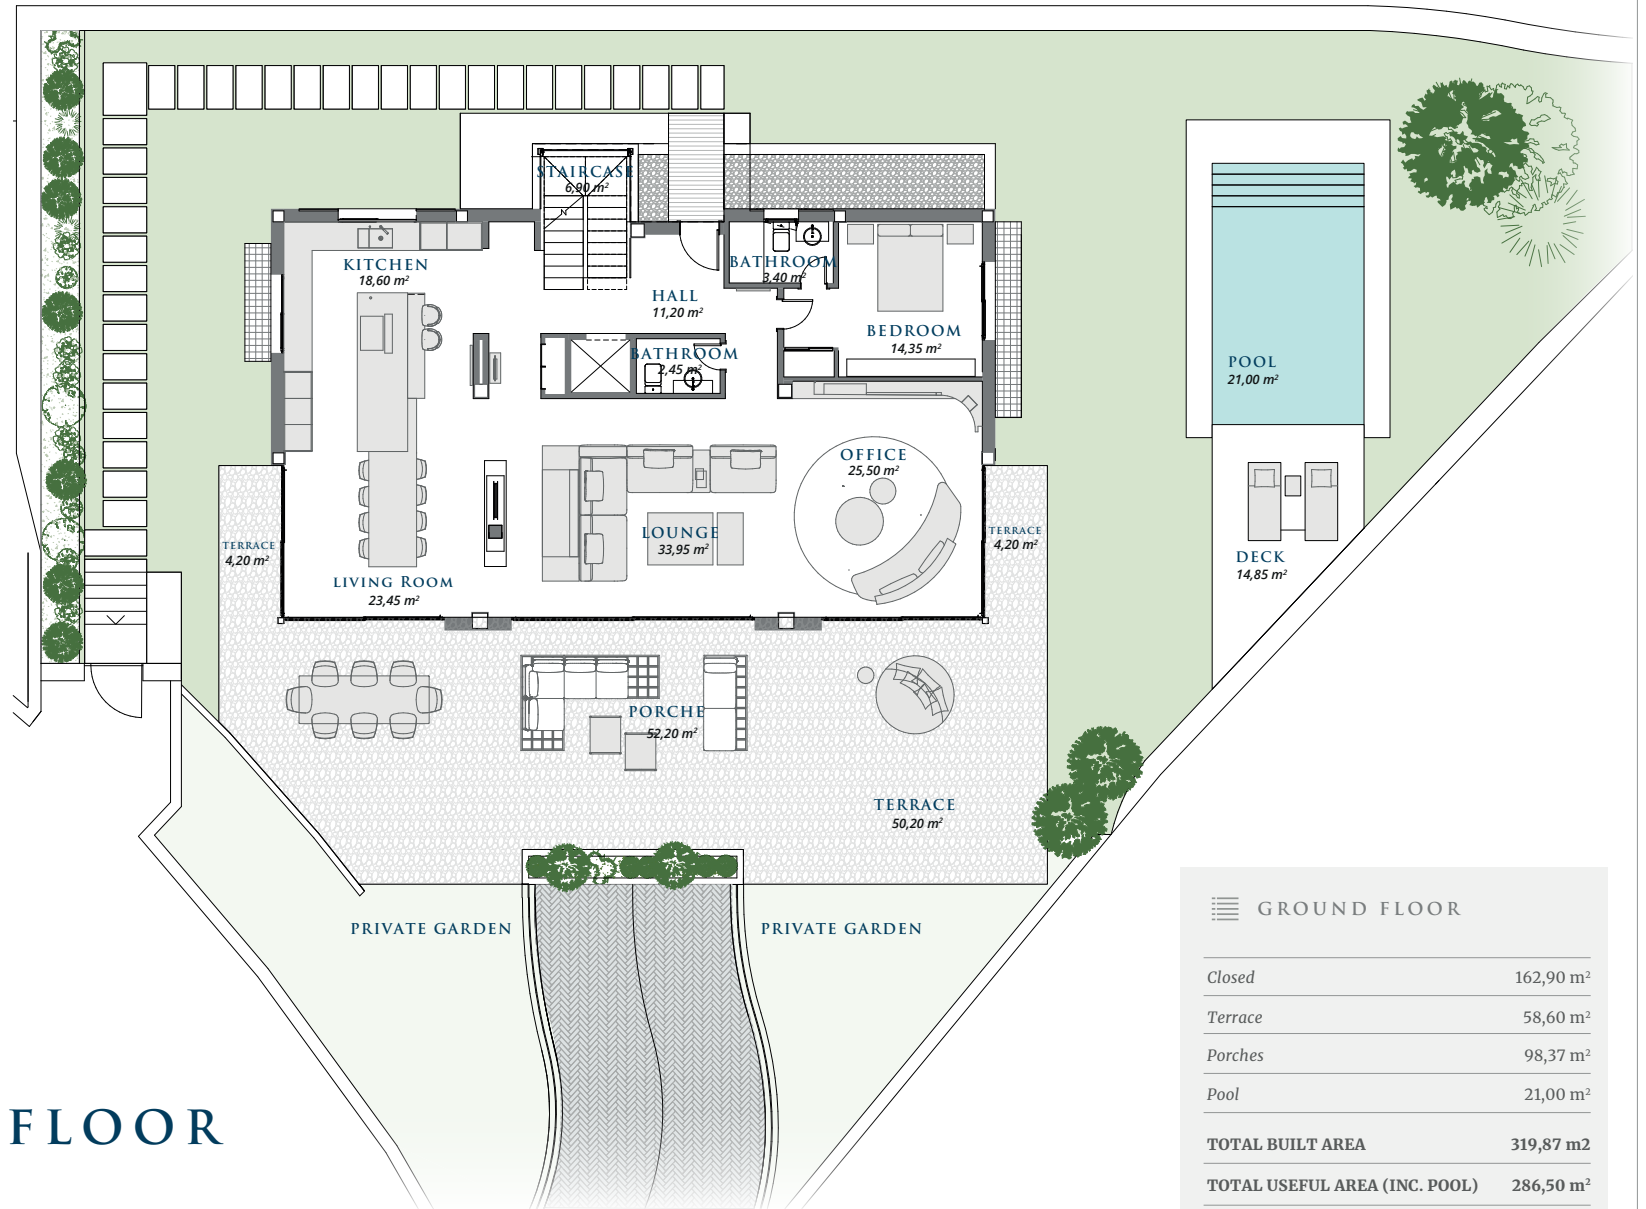 STAIRCASE
6,90 m²
KITCHEN
18,60 m²
BATHROOM
3,40 m²
HALL
11,20 m²
BEDROOM
14,35 m²
BATHROOM
2,45 m²
POOL
21,00 m²
OFFICE
25,50 m²
LOUNGE
33,95 m²
TERRACE
4,20 m²
TERRACE
4,20 m²
DECK
14,85 m²
LIVING ROOM
23,45 m²
PORCHE
52,20 m²
TERRACE
50,20 m²
PRIVATE GARDEN
PRIVATE GARDEN
FLOOR
GROUND FLOOR
Closed 162,90 m²
Terrace 58,60 m²
Porches 98,37 m²
Pool 21,00 m²
TOTAL BUILT AREA 319,87 m2
TOTAL USEFUL AREA (INC. POOL) 286,50 m²